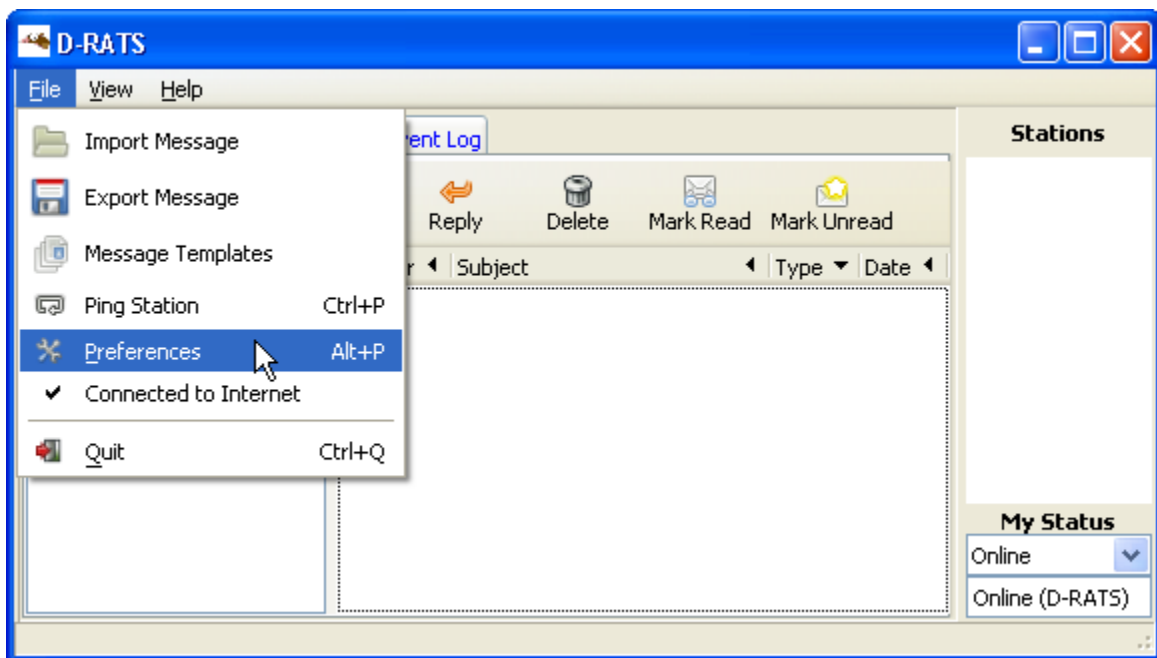 D-RATS
File View Help
Import Message
Export Message
Message Templates
Ping Station Ctrl+P
Preferences Alt+P
Connected to Internet
Quit Ctrl+Q
ent Log
Reply Delete Mark Read Mark Unread
r Subject Type Date
Stations
My Status
Online
Online (D-RATS)